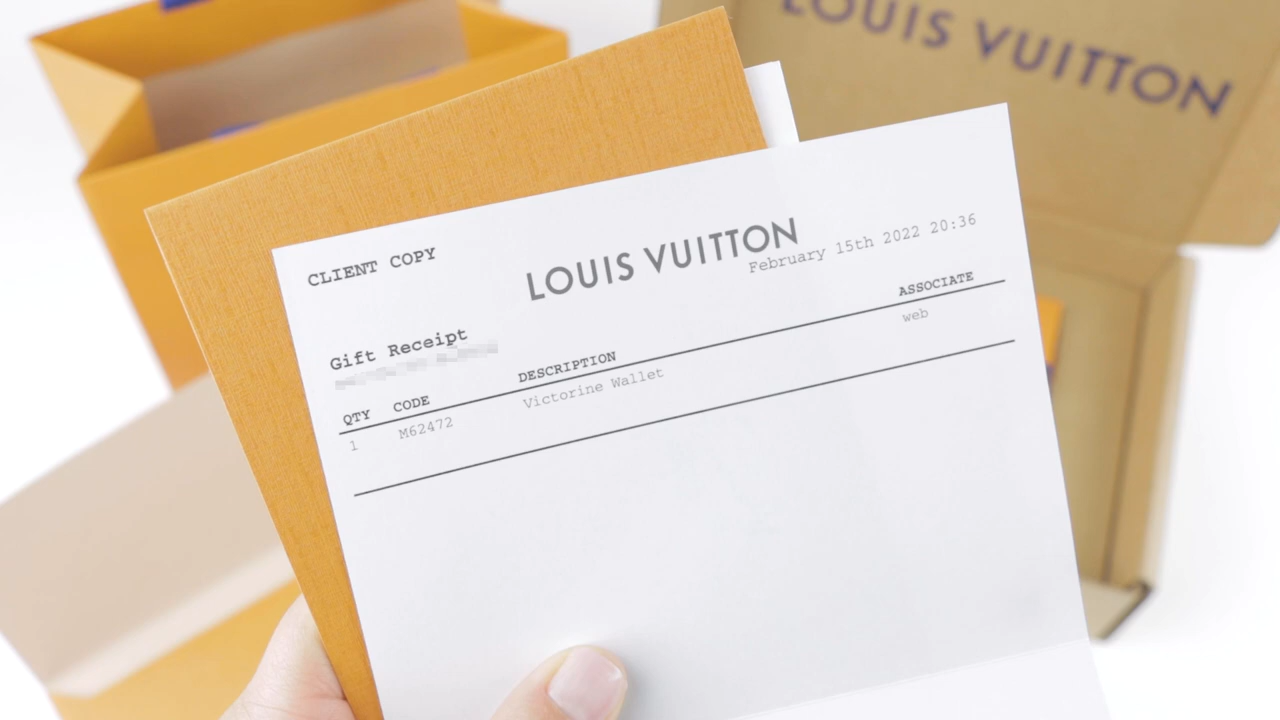 LOUIS VUITTON
CLIENT COPY
LOUIS VUITTON
February 15th 2022 20:36
Gift Receipt
QTY CODE DESCRIPTION ASSOCIATE
1 M62472 Victorine Wallet web